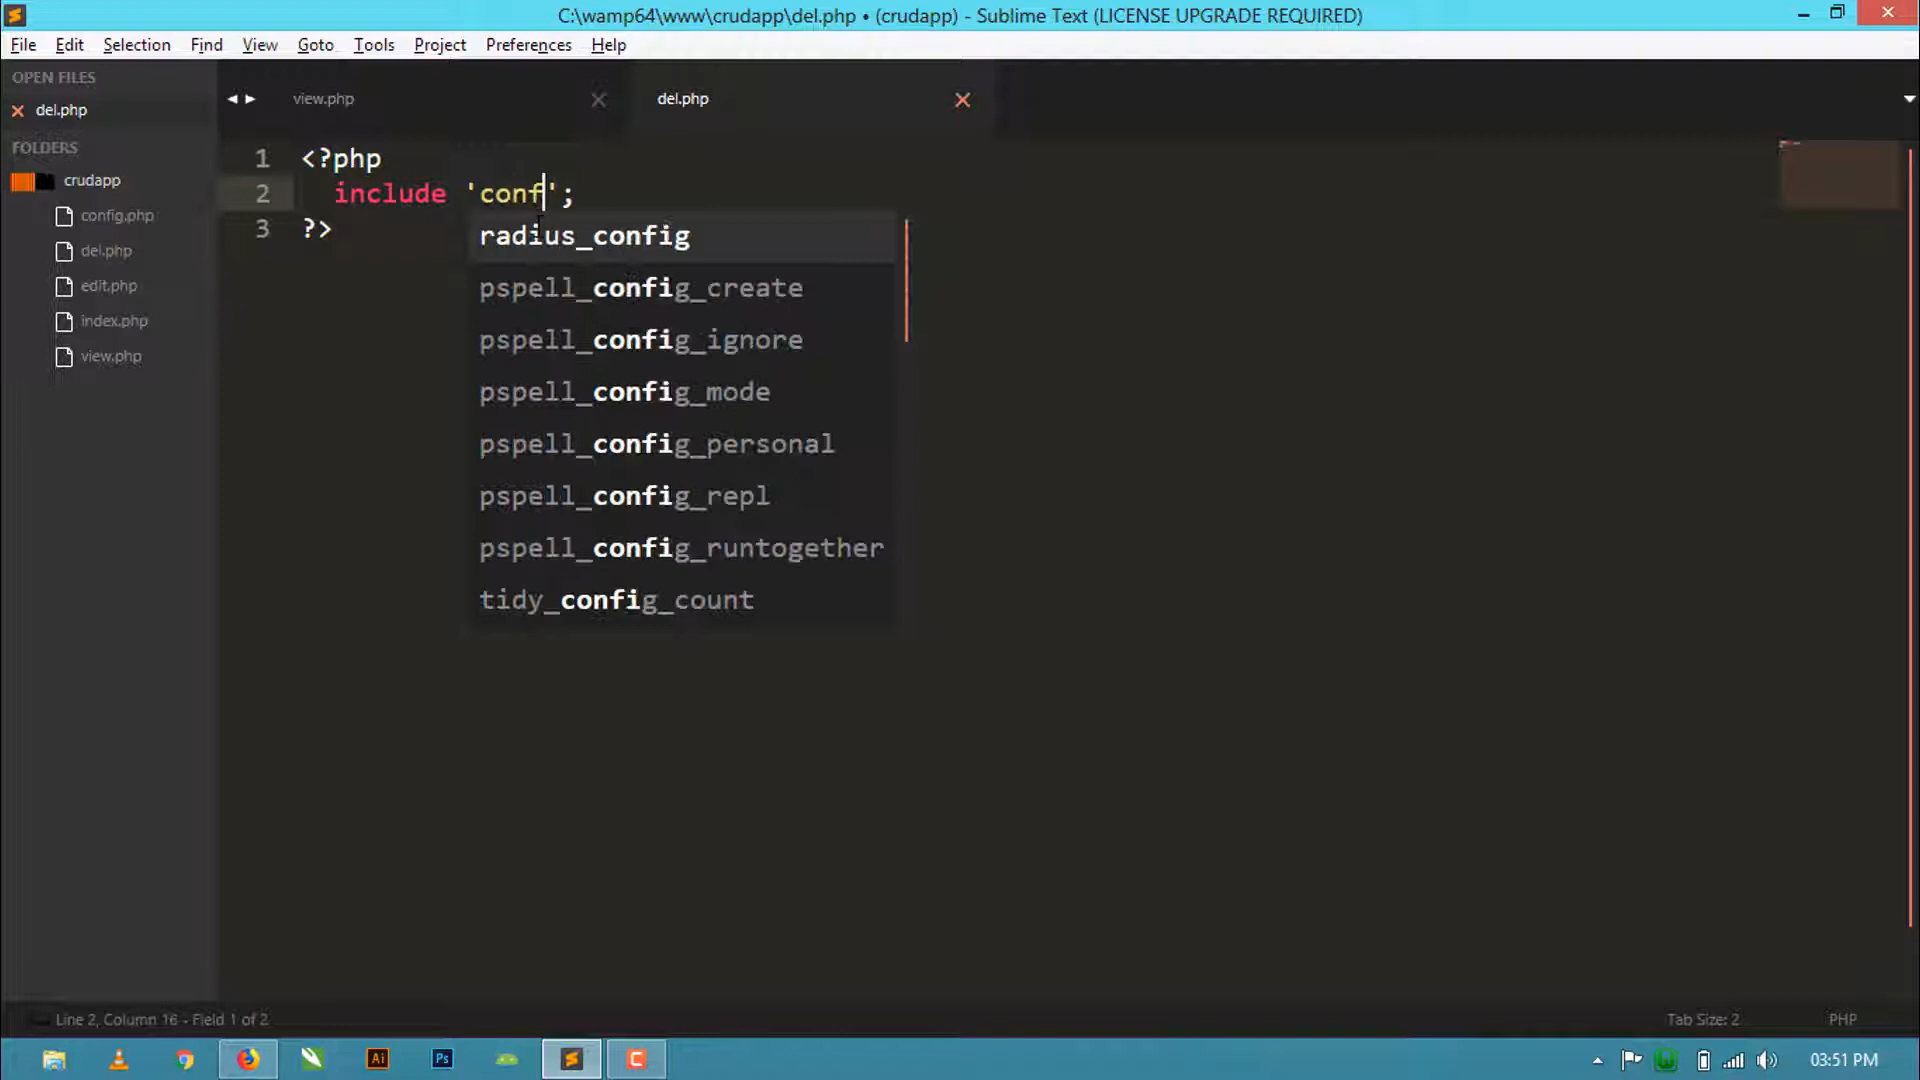 C:\wamp64\www\crudapp\del.php • (crudapp) - Sublime Text (LICENSE UPGRADE REQUIRED)
File Edit Selection Find View Goto Tools Project Preferences Help
OPEN FILES
del.php
FOLDERS
crudapp
config.php
del.php
edit.php
index.php
view.php
view.php
del.php
1 <?php
2 include 'conf';
3 ?>
radius_config
pspell_config_create
pspell_config_ignore
pspell_config_mode
pspell_config_personal
pspell_config_repl
pspell_config_runtogether
tidy_config_count
Line 2, Column 16 - Field 1 of 2
Tab Size: 2
PHP
Ai
Ps
C
03:51 PM